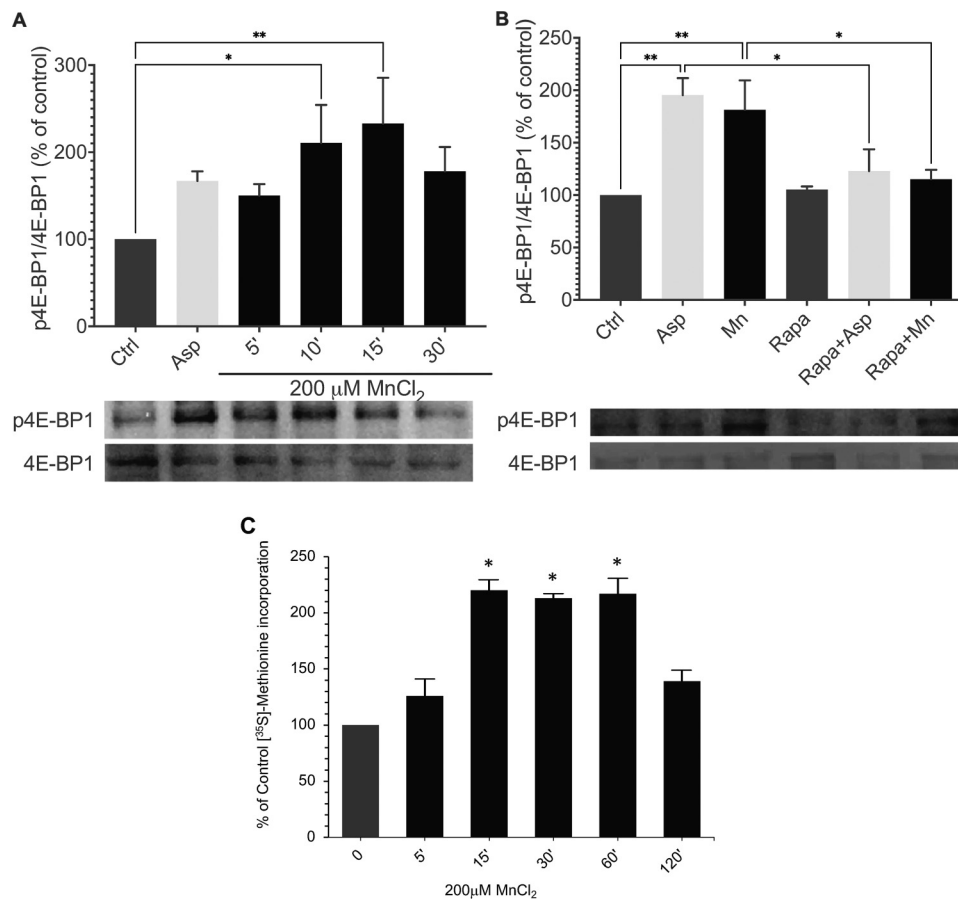 A
p4E-BP1/4E-BP1 (% of control)
300
200
100
0
**
*
Ctrl
Asp
5'
10'
15'
30'
200 μM MnCl₂
p4E-BP1
4E-BP1
B
p4E-BP1/4E-BP1 (% of control)
250
200
150
100
50
0
**
*
**
*
Ctrl
Asp
Mn
Rapa
Rapa+Asp
Rapa+Mn
p4E-BP1
4E-BP1
C
% of Control [³⁵S]-Methionine incorporation
250
200
150
100
50
0
*
*
*
0
5'
15'
30'
60'
120'
200μM MnCl₂